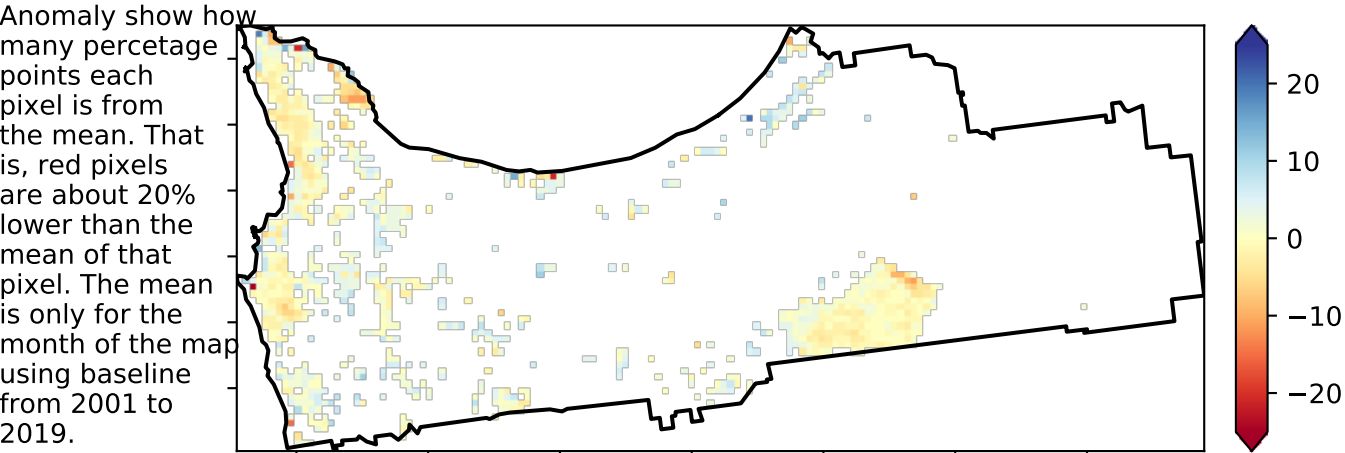 Anomaly show how
many percetage
points each
pixel is from
the mean. That
is, red pixels
are about 20%
lower than the
mean of that
pixel. The mean
is only for the
month of the map
using baseline
from 2001 to
2019.
20
10
0
−10
−20